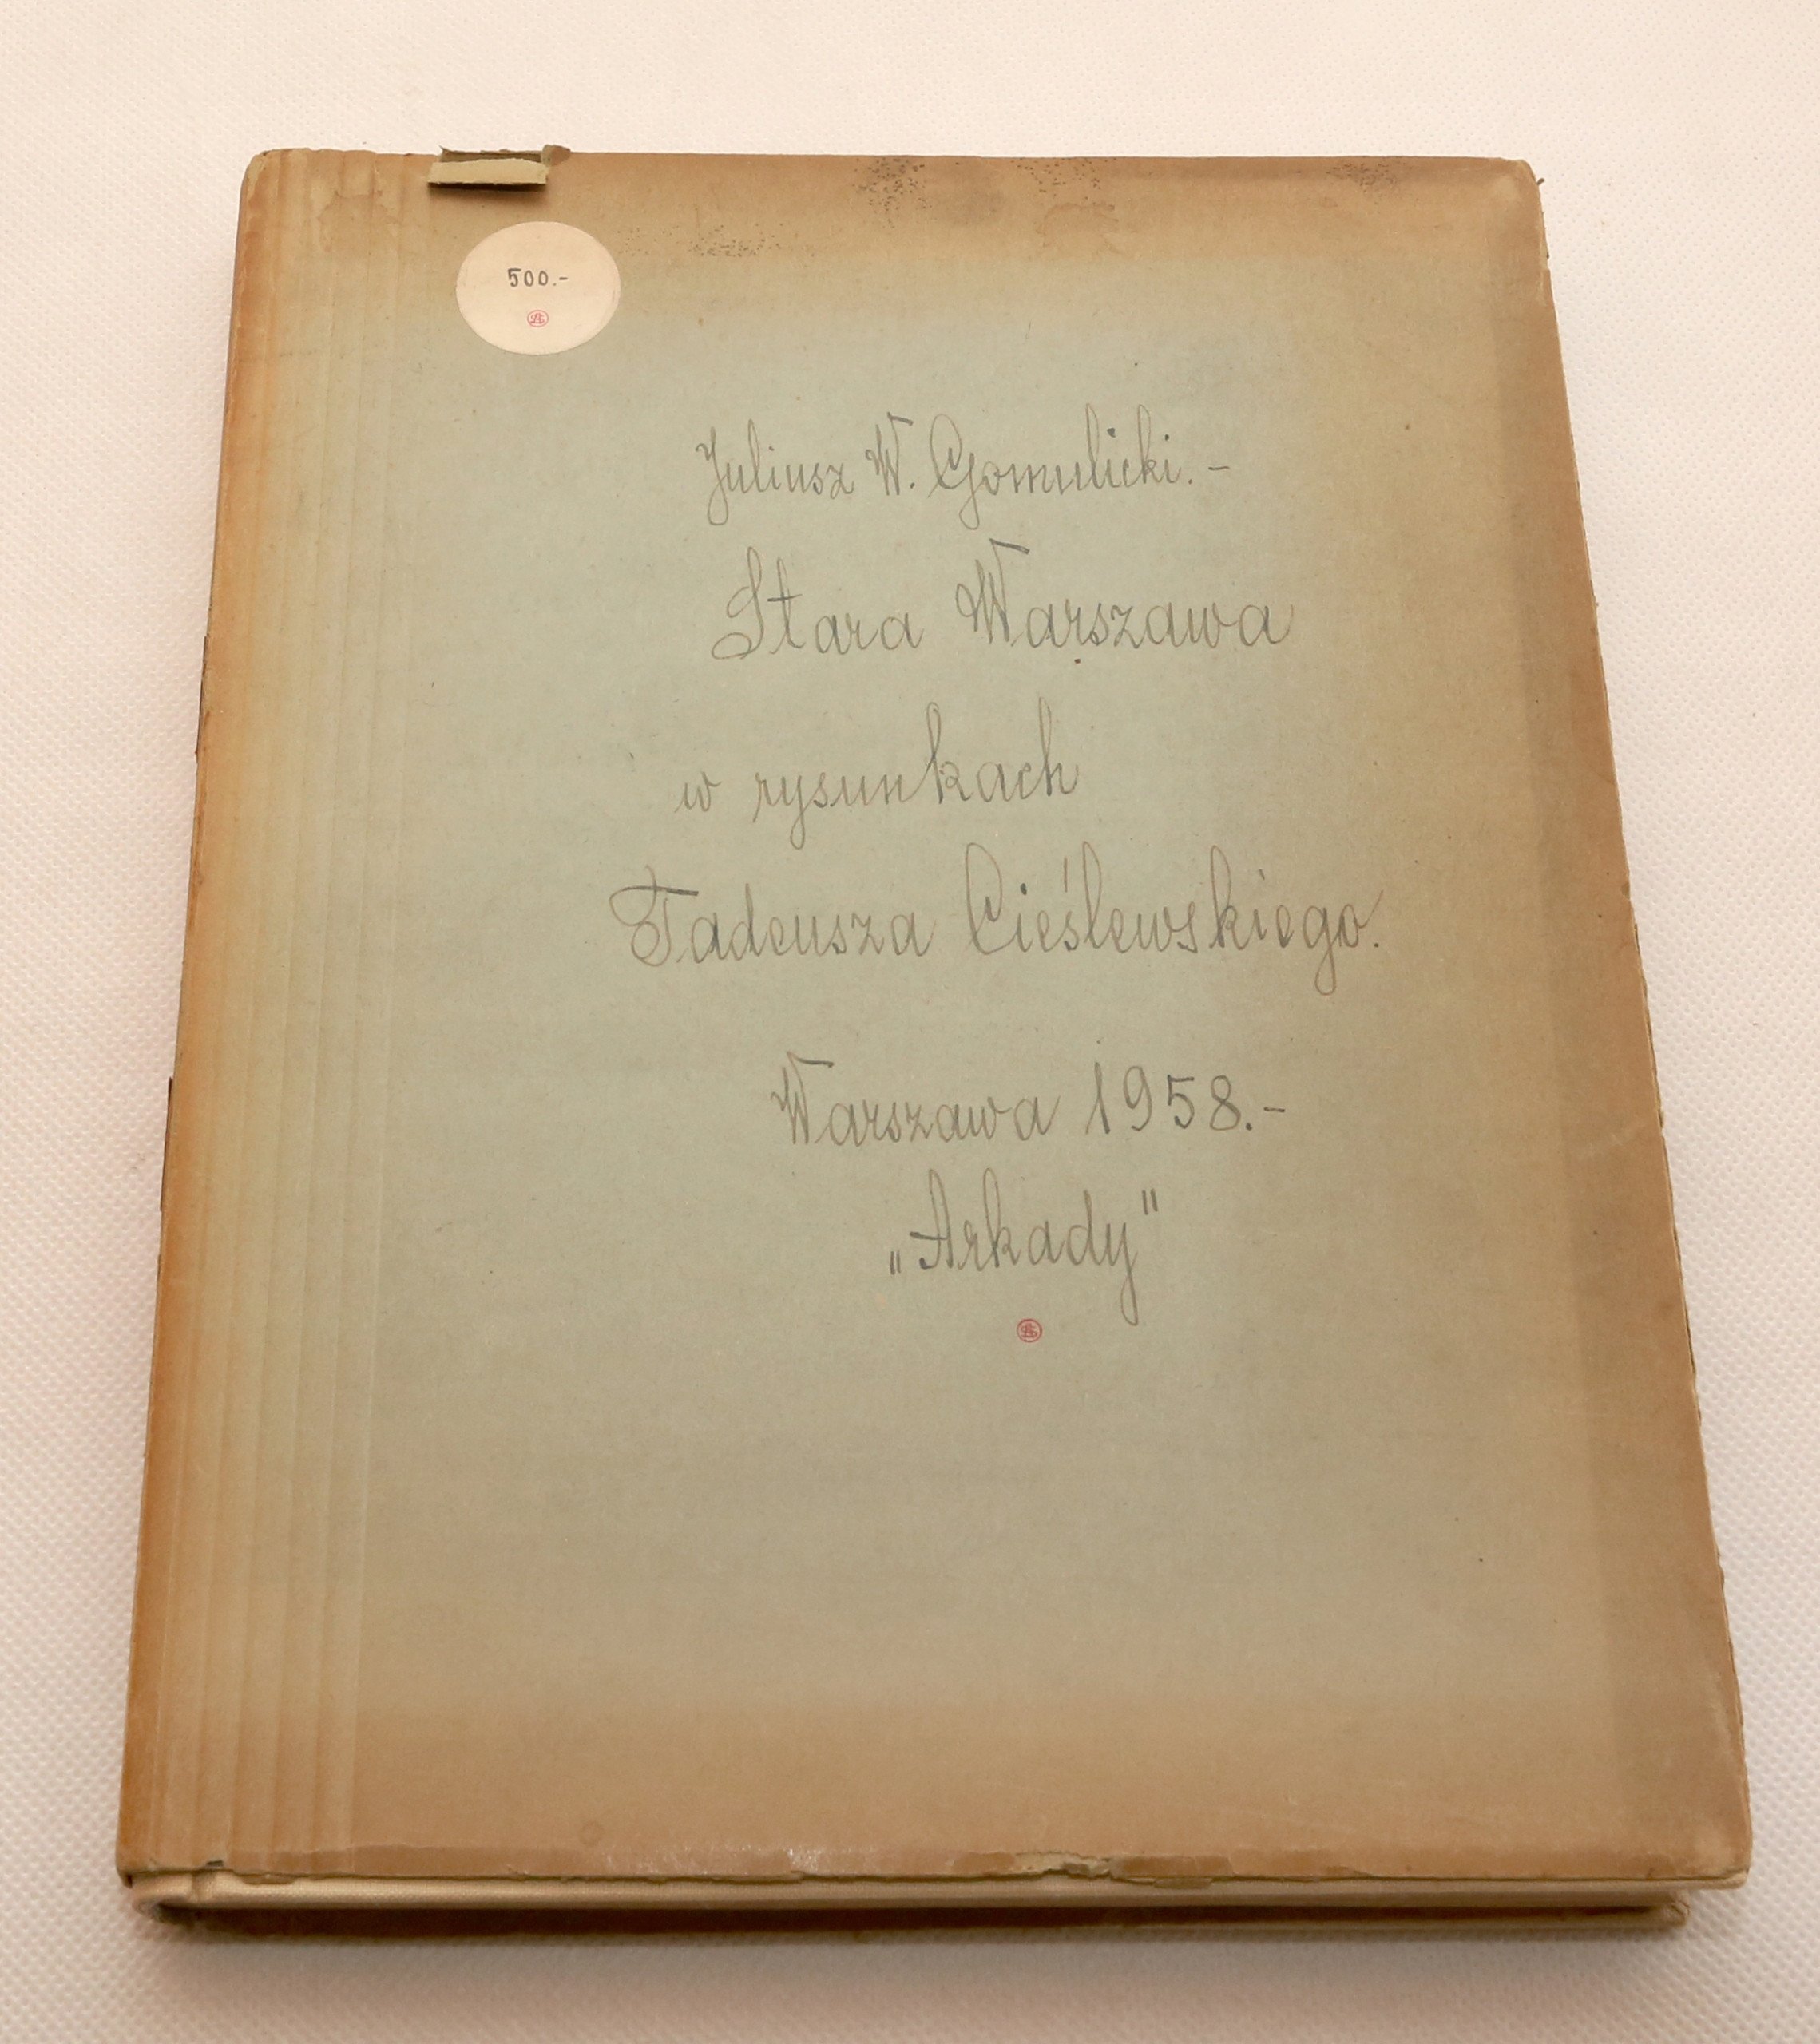 500.-
Juliusz W. Gomulicki.-
Stara Warszawa
w rysunkach
Tadeusza Cieślewskiego.
Warszawa 1958.-
„Arkady"